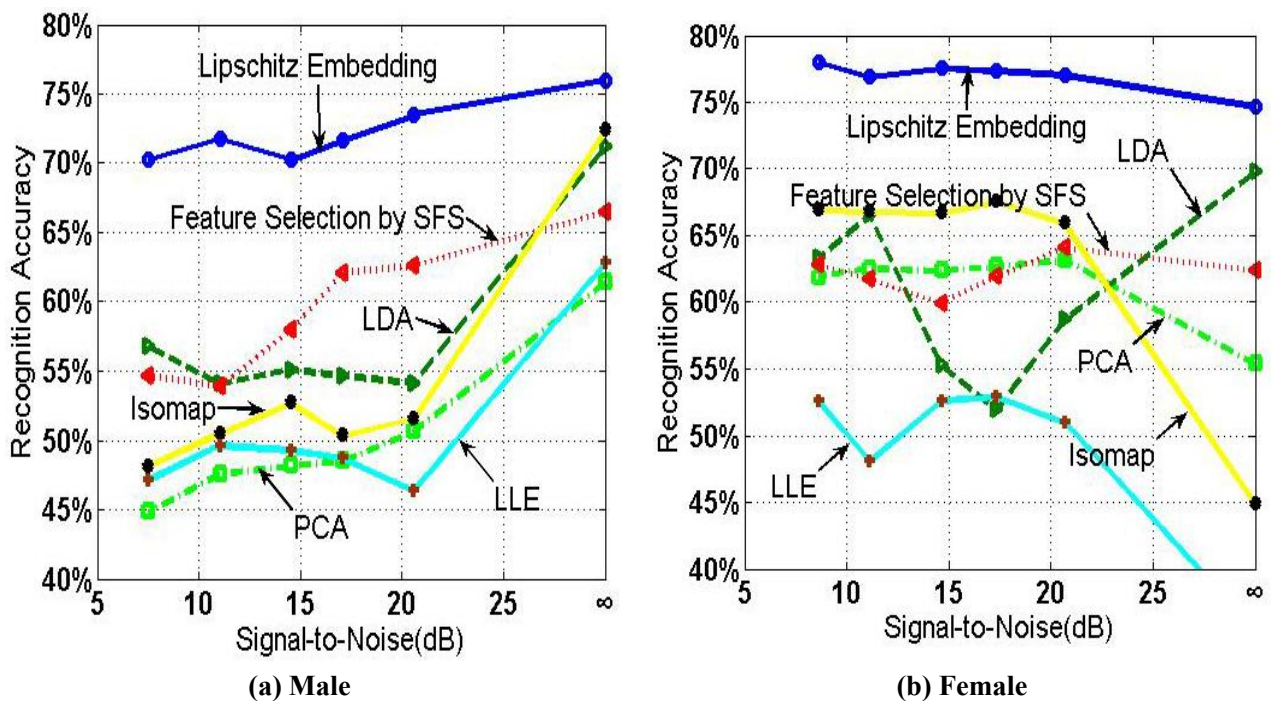 80%
75%
70%
65%
60%
55%
50%
45%
40%
Recognition Accuracy
Lipschitz Embedding
Feature Selection by SFS
LDA
Isomap
PCA
LLE
5 10 15 20 25 ∞
Signal-to-Noise(dB)
(a) Male
80%
75%
70%
65%
60%
55%
50%
45%
40%
Recognition Accuracy
Lipschitz Embedding
LDA
Feature Selection by SFS
PCA
Isomap
LLE
5 10 15 20 25 ∞
Signal-to-Noise(dB)
(b) Female